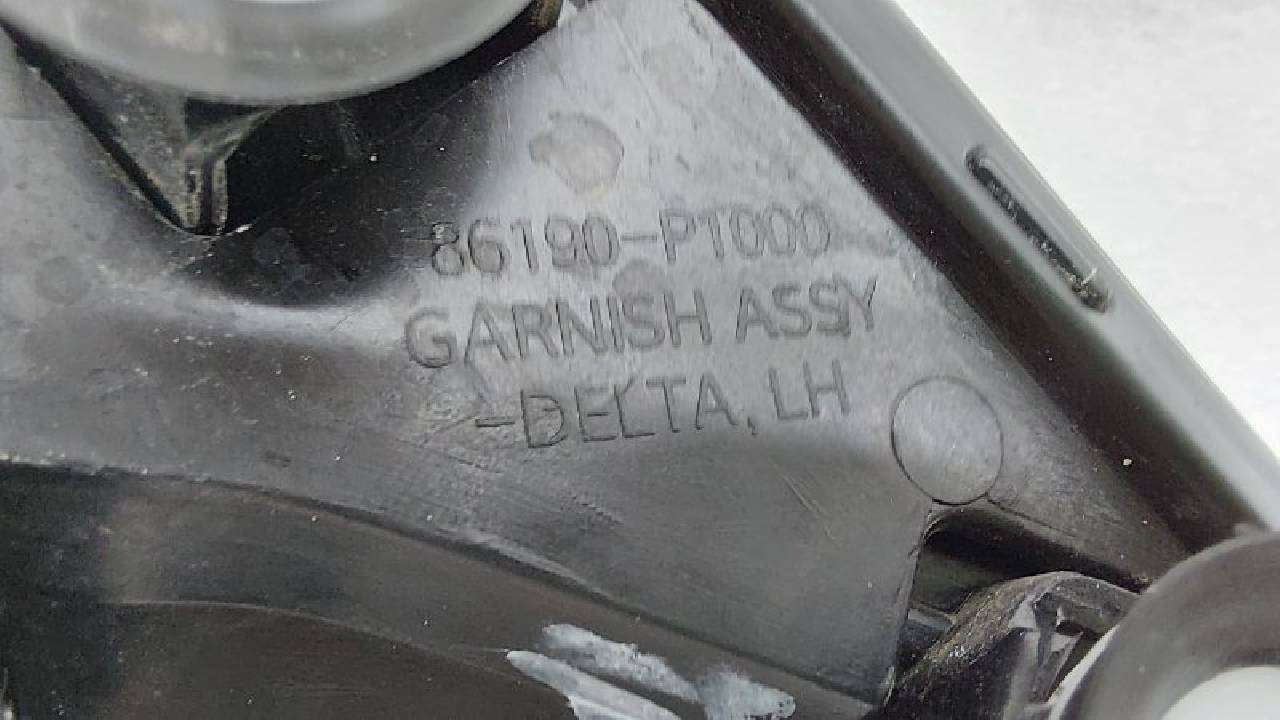 86190-P1000
GARNISH ASSY
-DELTA, LH